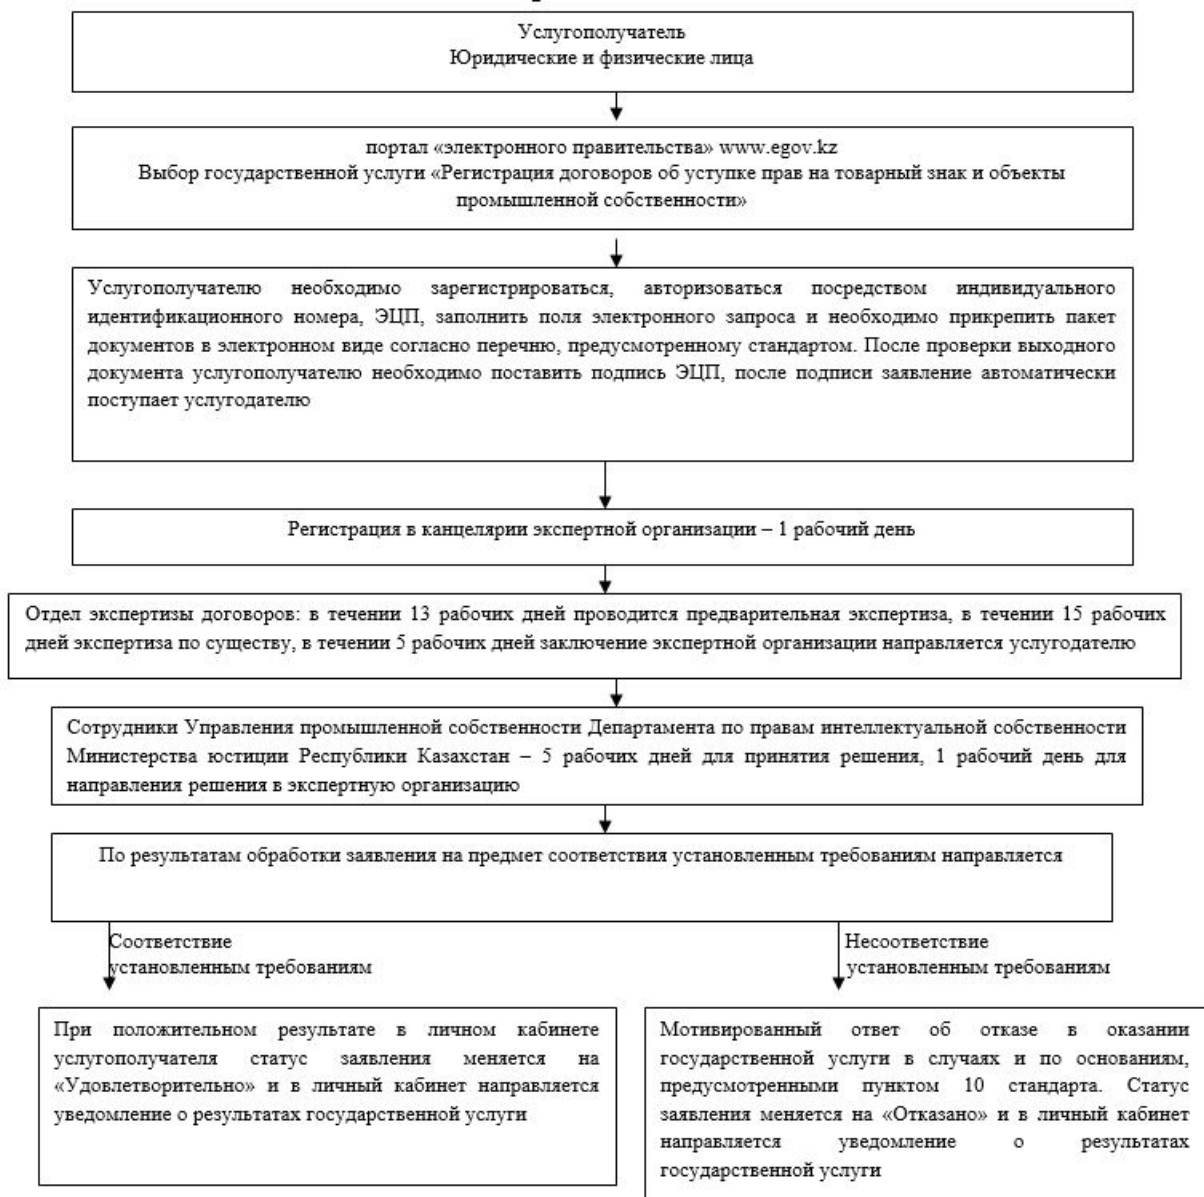 Услугополучатель
Юридические и физические лица
портал «электронного правительства» www.egov.kz
Выбор государственной услуги «Регистрация договоров об уступке прав на товарный знак и объекты
промышленной собственности»
Услугополучателю необходимо зарегистрироваться, авторизоваться посредством индивидуального
идентификационного номера, ЭЦП, заполнить поля электронного запроса и необходимо прикрепить пакет
документов в электронном виде согласно перечню, предусмотренному стандартом. После проверки выходного
документа услугополучателю необходимо поставить подпись ЭЦП, после подписи заявление автоматически
поступает услугодателю
Регистрация в канцелярии экспертной организации – 1 рабочий день
Отдел экспертизы договоров: в течении 13 рабочих дней проводится предварительная экспертиза, в течении 15 рабочих
дней экспертиза по существу, в течении 5 рабочих дней заключение экспертной организации направляется услугодателю
Сотрудники Управления промышленной собственности Департамента по правам интеллектуальной собственности
Министерства юстиции Республики Казахстан – 5 рабочих дней для принятия решения, 1 рабочий день для
направления решения в экспертную организацию
По результатам обработки заявления на предмет соответствия установленным требованиям направляется
Соответствие
установленным требованиям
Несоответствие
установленным требованиям
При положительном результате в личном кабинете
услугополучателя статус заявления меняется на
«Удовлетворительно» и в личный кабинет направляется
уведомление о результатах государственной услуги
Мотивированный ответ об отказе в оказании
государственной услуги в случаях и по основаниям,
предусмотренными пунктом 10 стандарта. Статус
заявления меняется на «Отказано» и в личный кабинет
направляется уведомление о результатах
государственной услуги